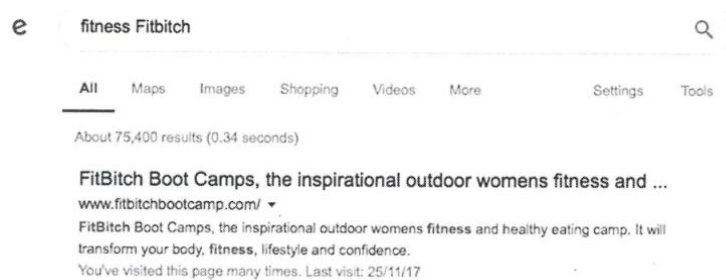 e
fitness Fitbitch
All Maps Images Shopping Videos More Settings Tools
About 75,400 results (0.34 seconds)
FitBitch Boot Camps, the inspirational outdoor womens fitness and ...
www.fitbitchbootcamp.com/
FitBitch Boot Camps, the inspirational outdoor womens fitness and healthy eating camp. It will
transform your body, fitness, lifestyle and confidence.
You've visited this page many times. Last visit: 25/11/17